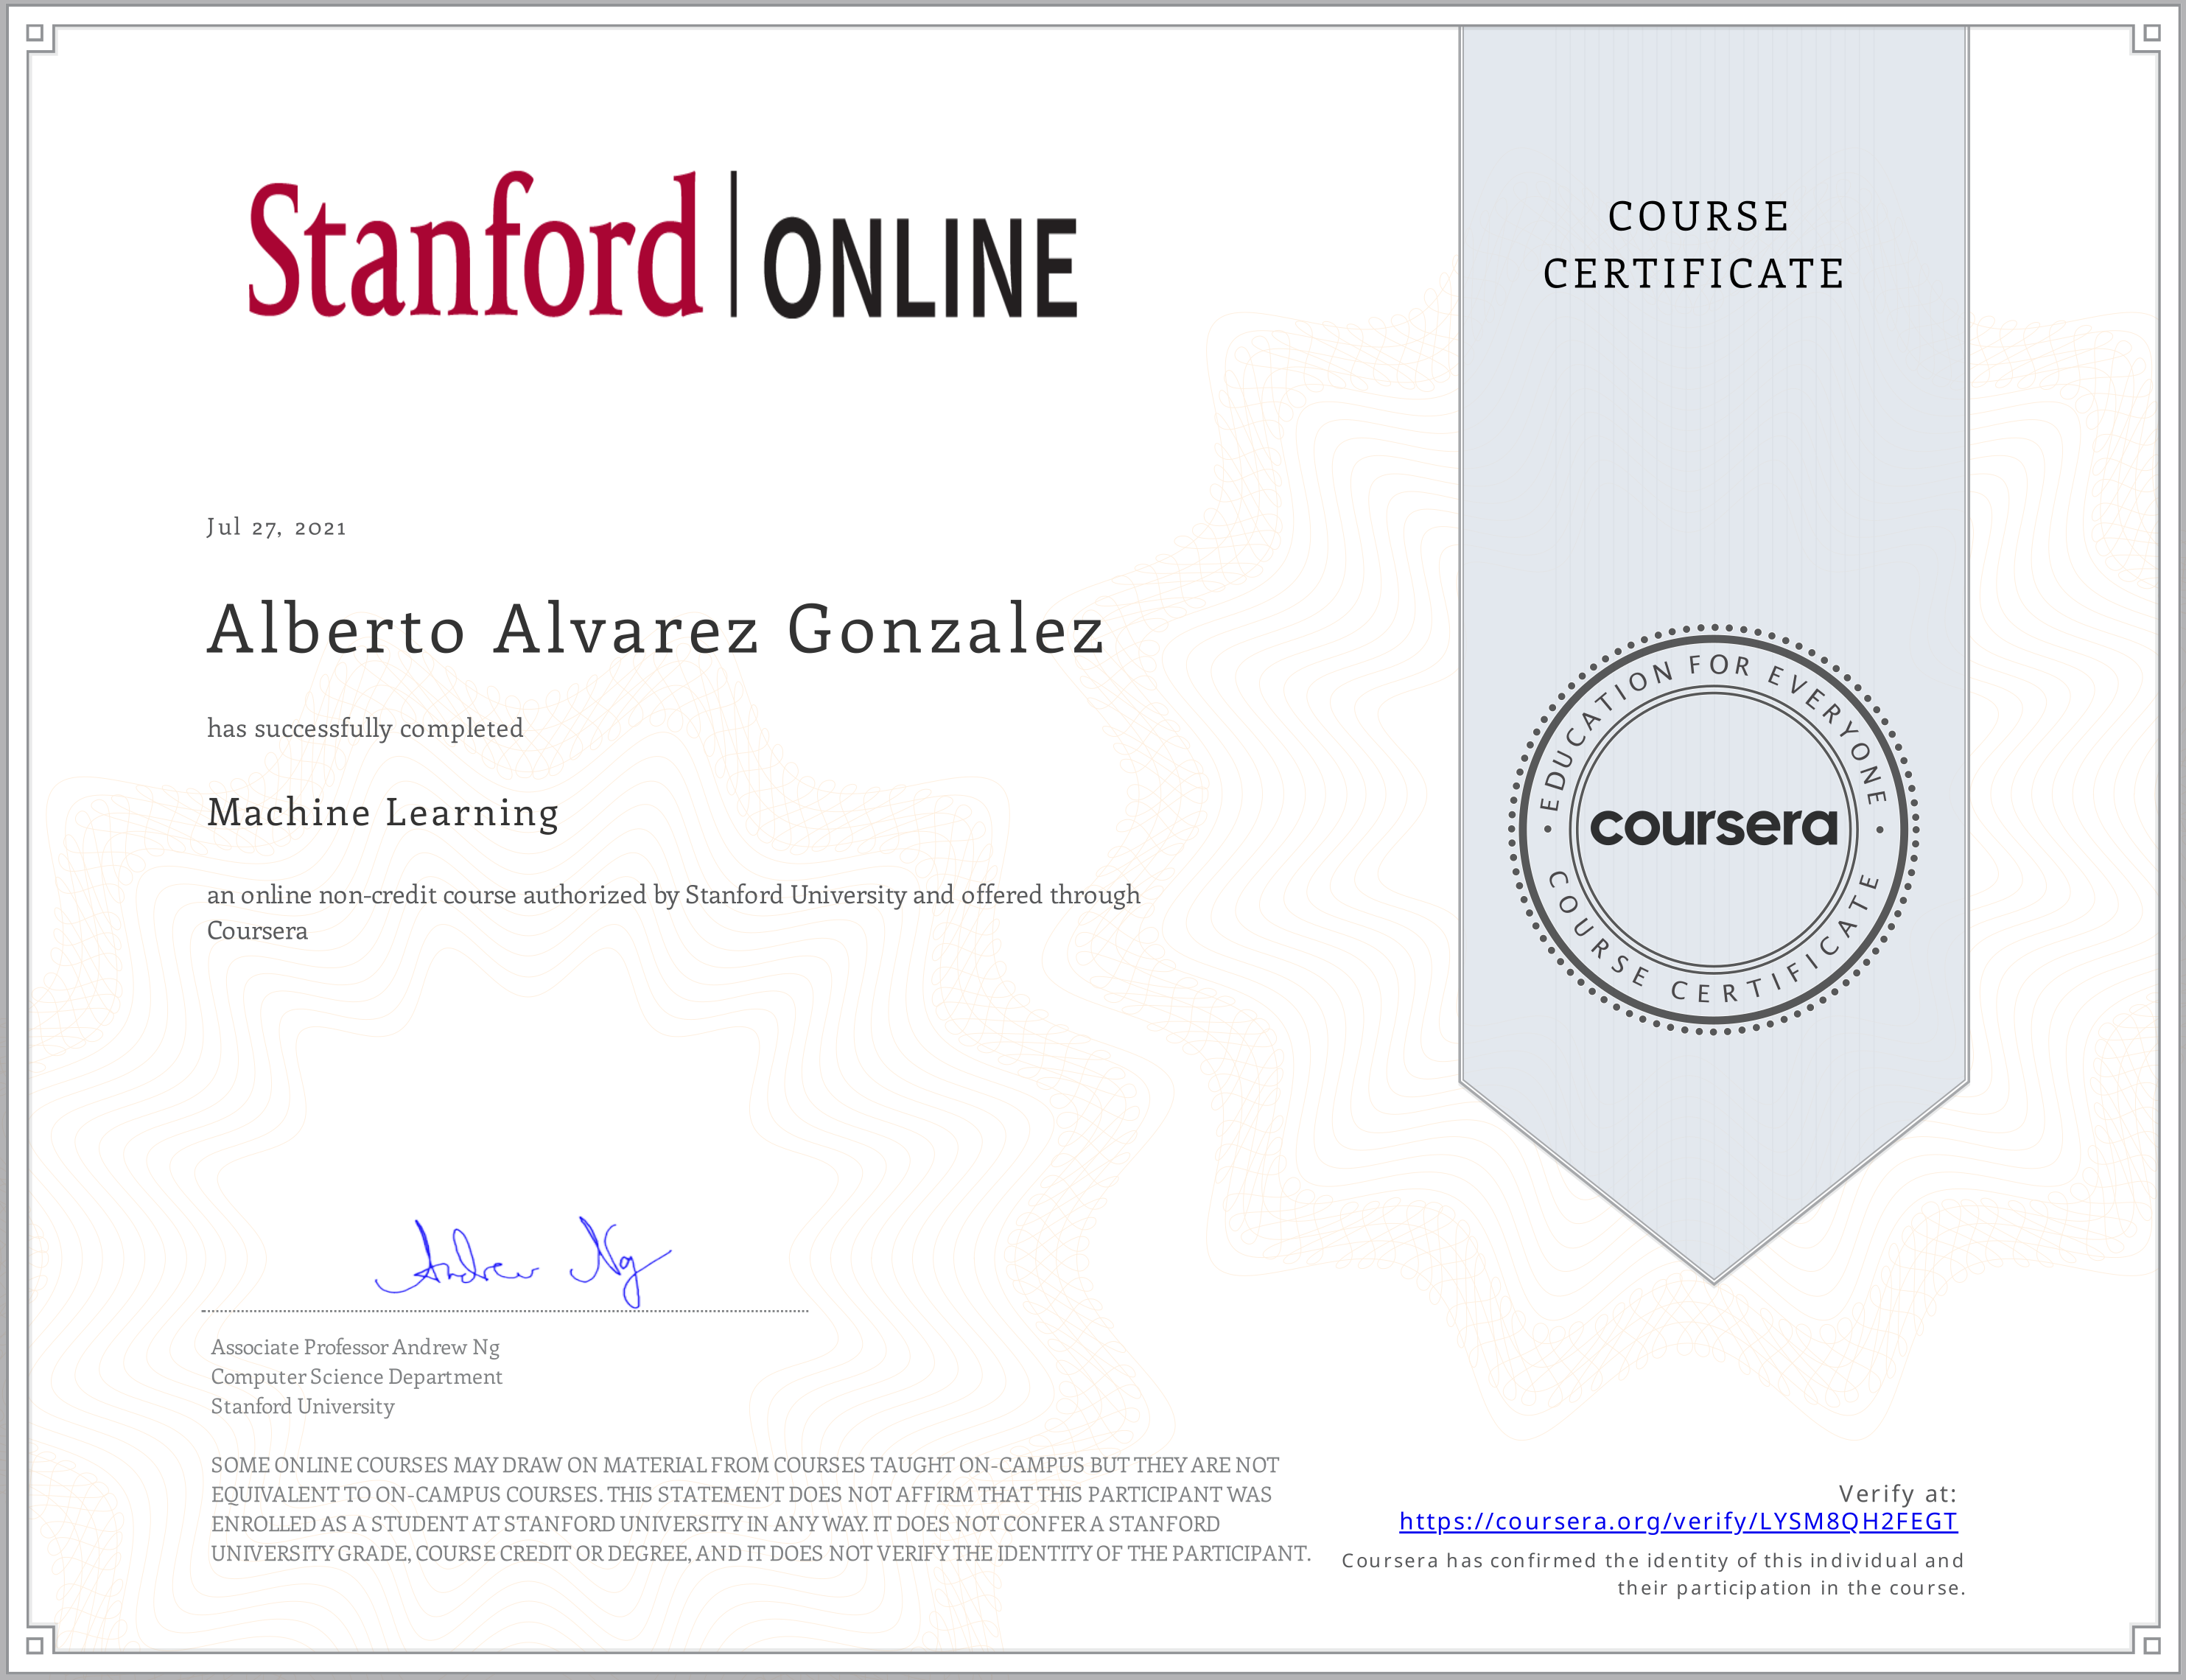 Stanford | ONLINE
COURSE
CERTIFICATE
Jul 27, 2021
Alberto Alvarez Gonzalez
has successfully completed
Machine Learning
an online non-credit course authorized by Stanford University and offered through
Coursera
EDUCATION FOR EVERYONE
coursera
COURSE CERTIFICATE
Andrew Ng
Associate Professor Andrew Ng
Computer Science Department
Stanford University
SOME ONLINE COURSES MAY DRAW ON MATERIAL FROM COURSES TAUGHT ON-CAMPUS BUT THEY ARE NOT
EQUIVALENT TO ON-CAMPUS COURSES. THIS STATEMENT DOES NOT AFFIRM THAT THIS PARTICIPANT WAS
ENROLLED AS A STUDENT AT STANFORD UNIVERSITY IN ANY WAY. IT DOES NOT CONFER A STANFORD
UNIVERSITY GRADE, COURSE CREDIT OR DEGREE, AND IT DOES NOT VERIFY THE IDENTITY OF THE PARTICIPANT.
Verify at:
https://coursera.org/verify/LYSM8QH2FEGT
Coursera has confirmed the identity of this individual and
their participation in the course.